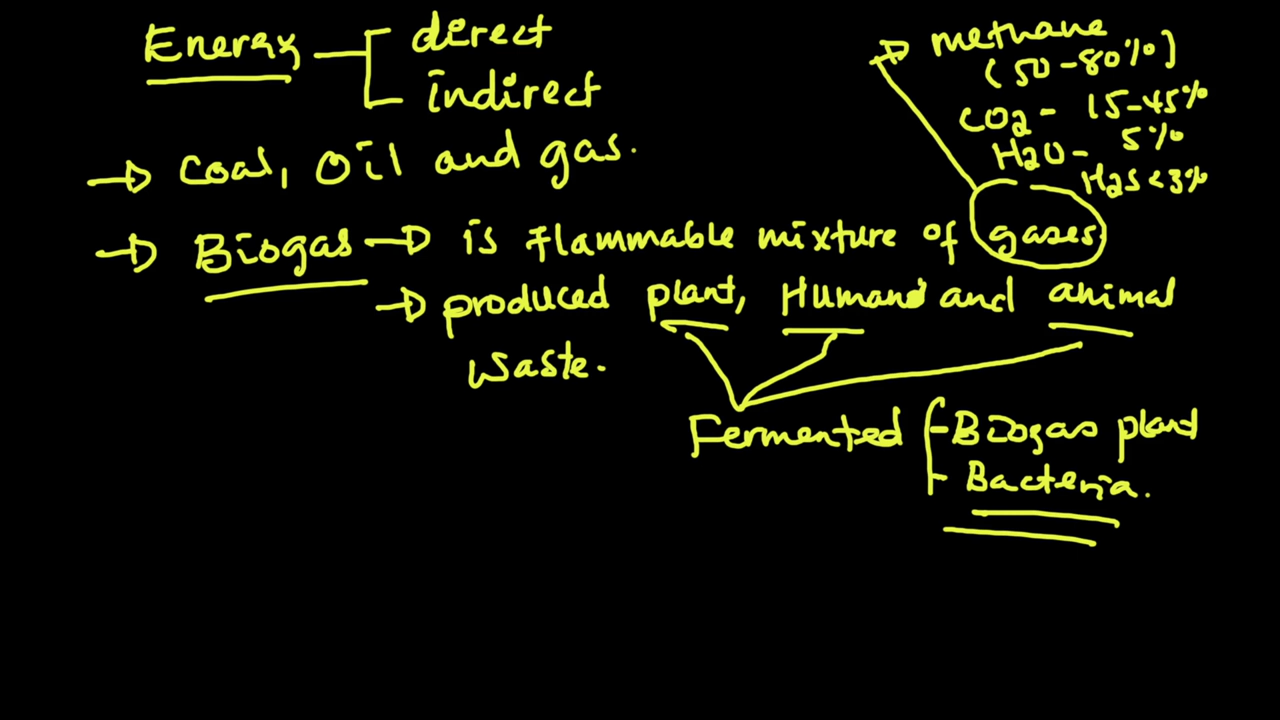 Energy direct
indirect
→ Coal, Oil and gas.
→ Biogas → is flammable mixture of gases
→ produced plant, Human and animal
waste.
Fermented - Biogas plant
- Bacteria.
→ methane
(50-80%)
CO2 - 15-45%
H2O - 5%
H2S<3%